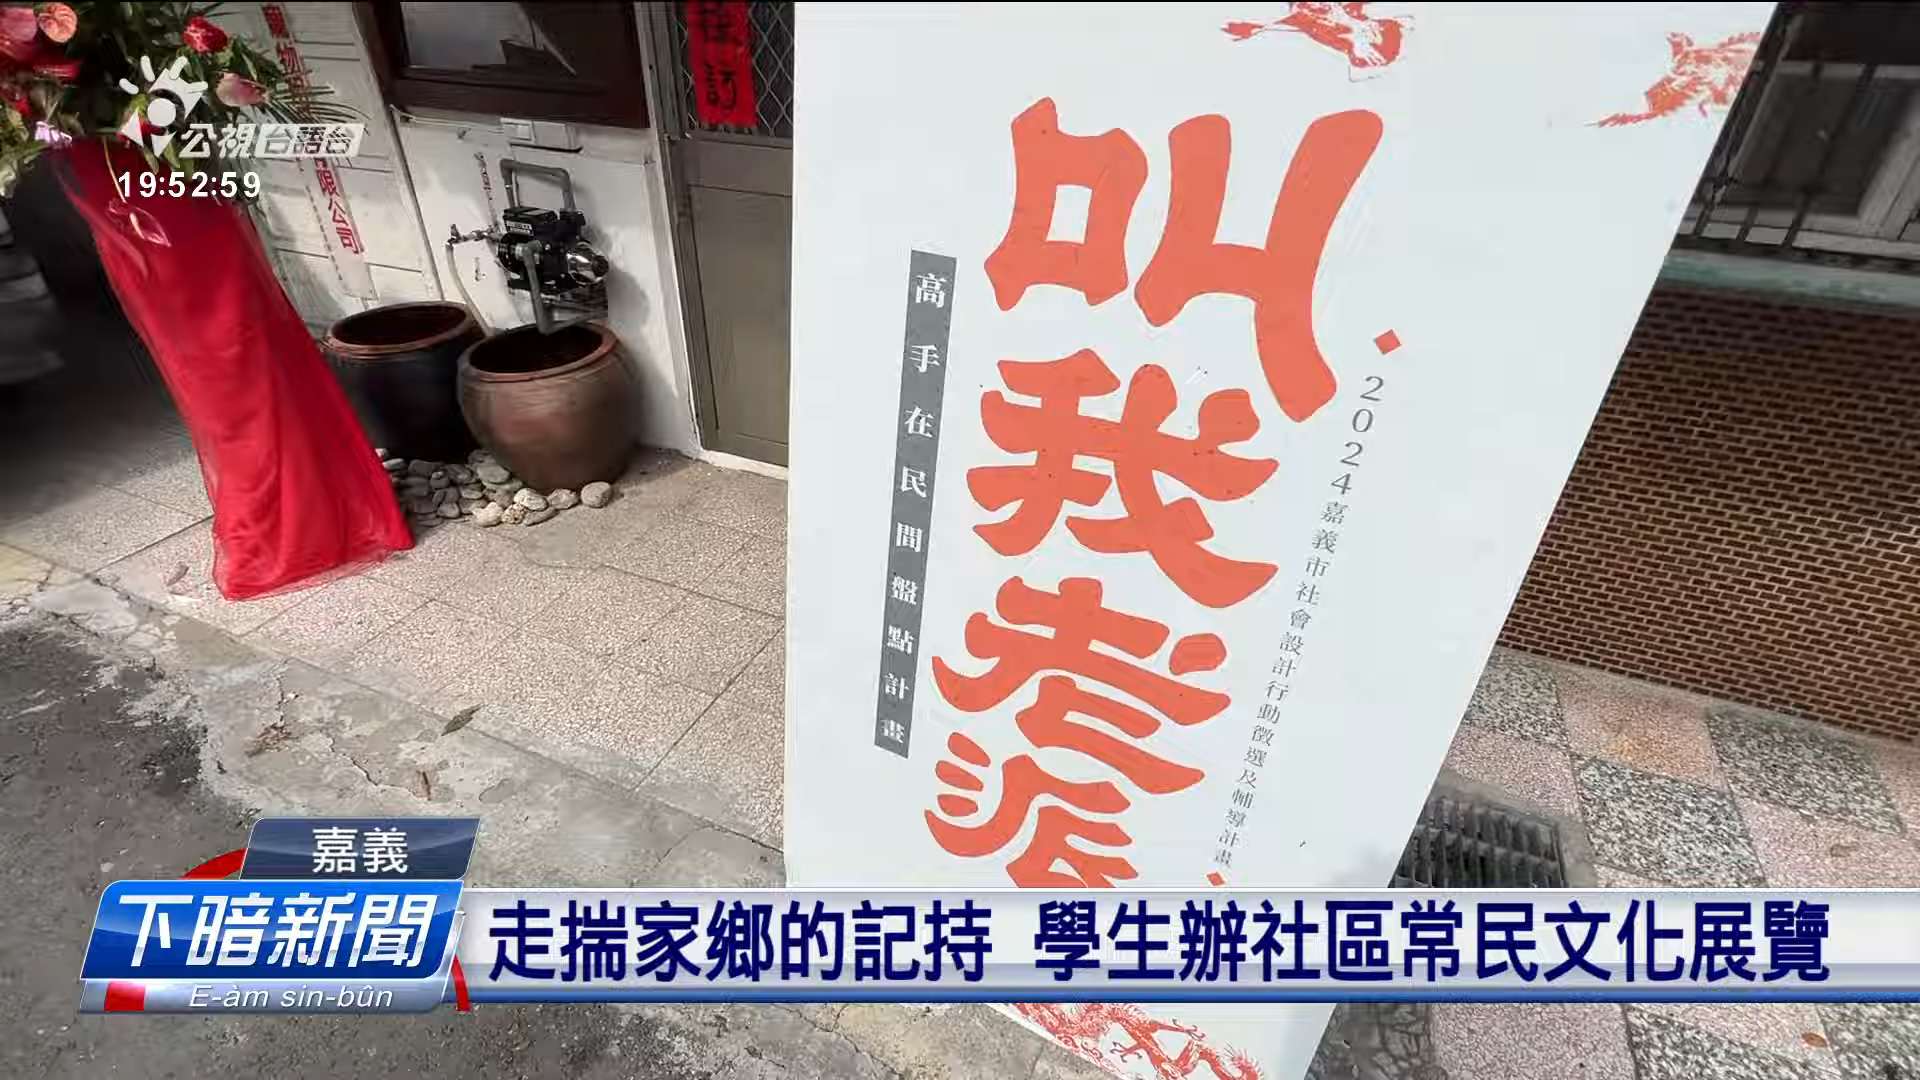 公視台語台
19:52:59
限公司
叫我老派
高手在民間盤點計畫
2024嘉義市社會設計行動徵選及輔導計畫
嘉義
下暗新聞
E-àm sin-bûn
走揣家鄉的記持 學生辦社區常民文化展覽